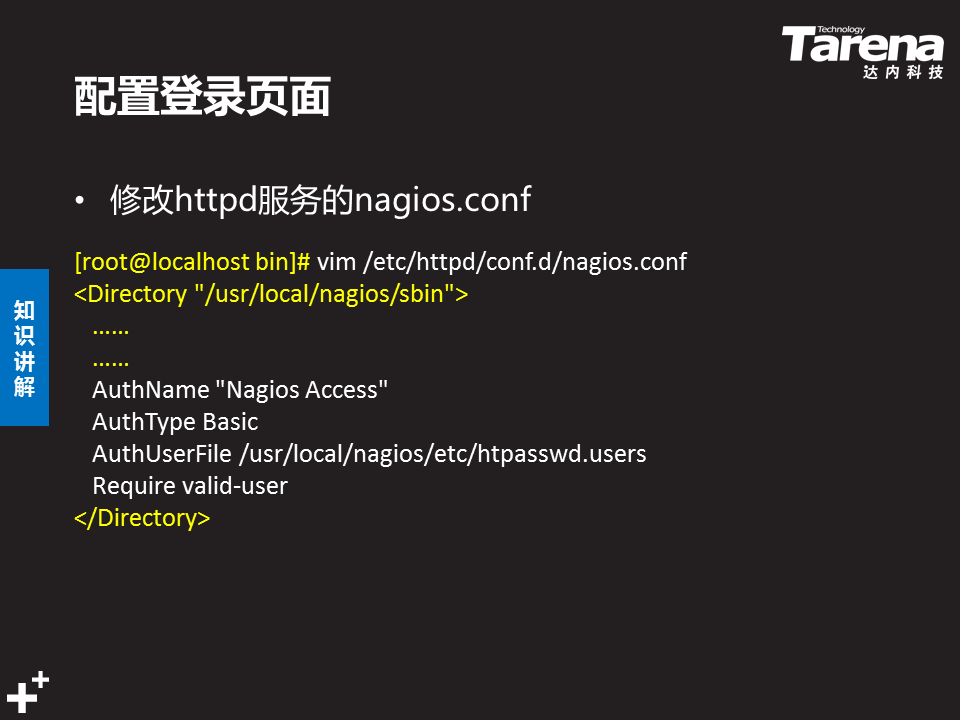 Technology
Tarena
达内科技
配置登录页面
• 修改httpd服务的nagios.conf
[root@localhost bin]# vim /etc/httpd/conf.d/nagios.conf
<Directory "/usr/local/nagios/sbin">
……
……
AuthName "Nagios Access"
AuthType Basic
AuthUserFile /usr/local/nagios/etc/htpasswd.users
Require valid-user
</Directory>
知识讲解